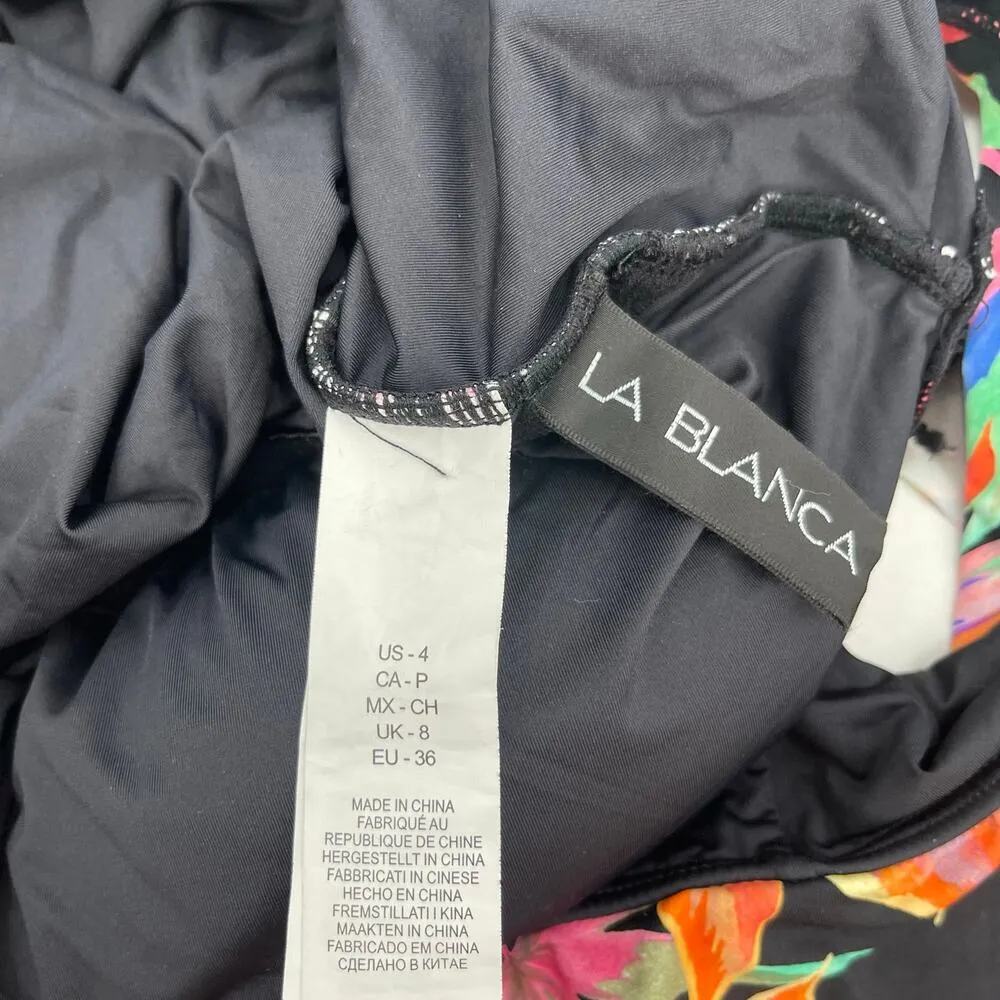 LA BLANCA
US - 4
CA - P
MX - CH
UK - 8
EU - 36
MADE IN CHINA
FABRIQUÉ AU
REPUBLIQUE DE CHINE
HERGESTELLT IN CHINA
FABBRICATI IN CINESE
HECHO EN CHINA
FREMSTILLATI I KINA
MAAKTEN IN CHINA
FABRICADO EM CHINA
СДЕЛАНО В КИТАЕ